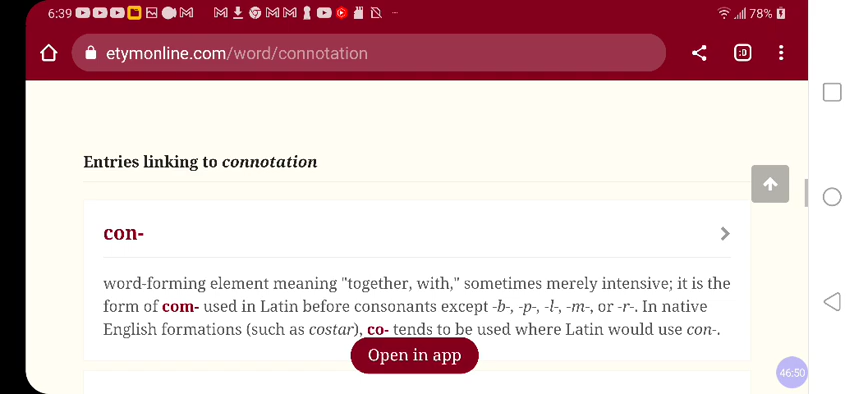 6:39
78%
etymonline.com/word/connotation
:D
Entries linking to connotation
con-
word-forming element meaning "together, with," sometimes merely intensive; it is the
form of com- used in Latin before consonants except -b-, -p-, -l-, -m-, or -r-. In native
English formations (such as costar), co- tends to be used where Latin would use con-.
Open in app
46:50